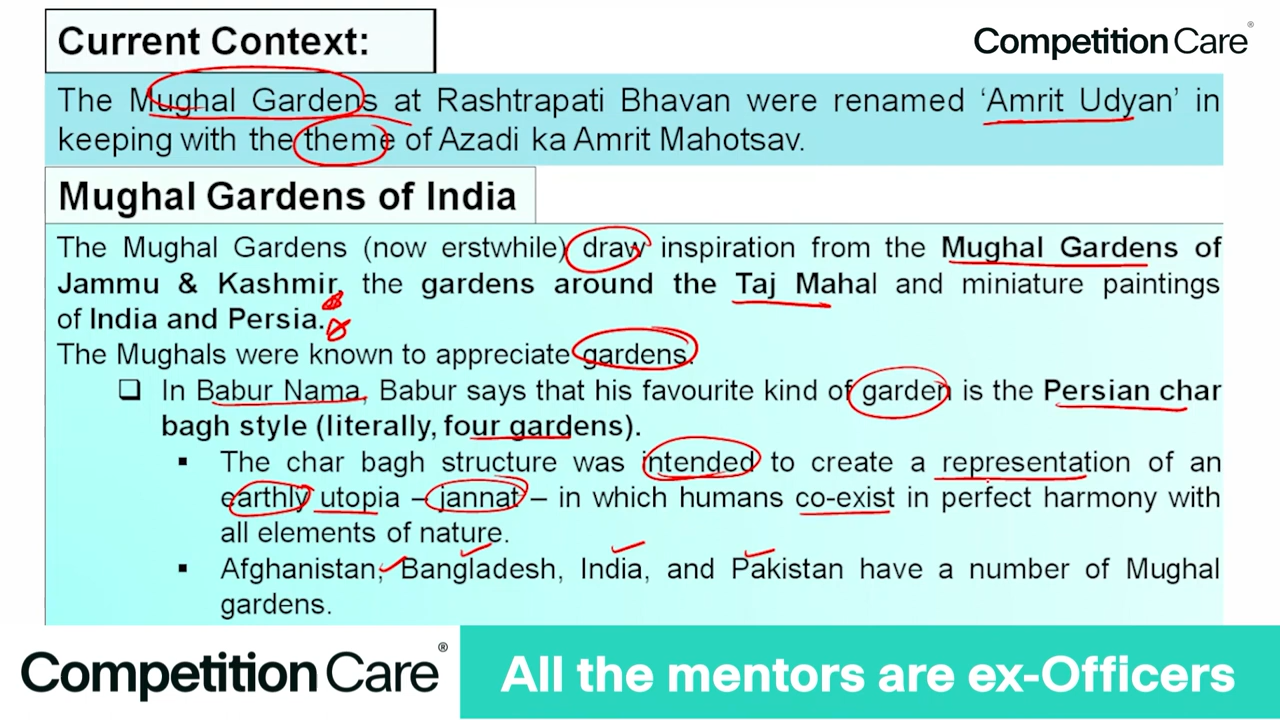 Current Context:
Competition Care®
The Mughal Gardens at Rashtrapati Bhavan were renamed ‘Amrit Udyan’ in
keeping with the theme of Azadi ka Amrit Mahotsav.
Mughal Gardens of India
The Mughal Gardens (now erstwhile) draw inspiration from the Mughal Gardens of
Jammu & Kashmir, the gardens around the Taj Mahal and miniature paintings
of India and Persia.
The Mughals were known to appreciate gardens.
❑ In Babur Nama, Babur says that his favourite kind of garden is the Persian char
bagh style (literally, four gardens).
▪ The char bagh structure was intended to create a representation of an
earthly utopia – jannat – in which humans co-exist in perfect harmony with
all elements of nature.
▪ Afghanistan, Bangladesh, India, and Pakistan have a number of Mughal
gardens.
Competition Care®
All the mentors are ex-Officers